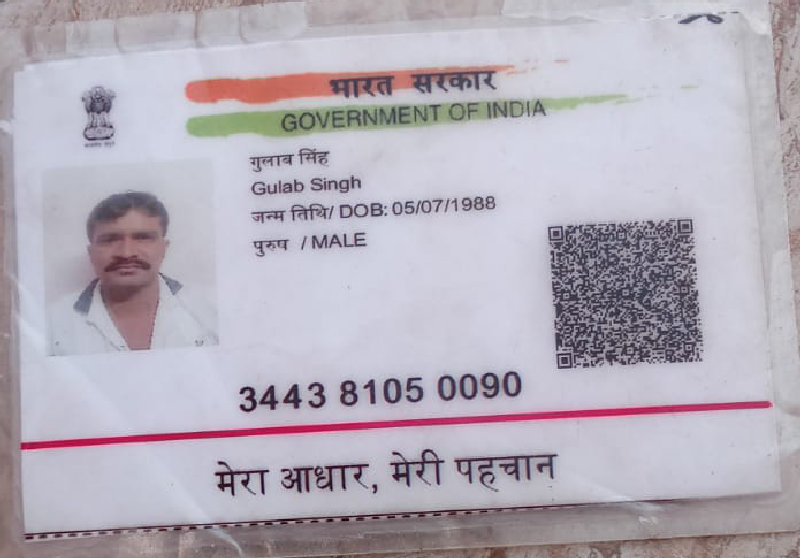 भारत सरकार
GOVERNMENT OF INDIA
गुलाब सिंह
Gulab Singh
जन्म तिथि/ DOB: 05/07/1988
पुरुष / MALE
3443 8105 0090
मेरा आधार, मेरी पहचान